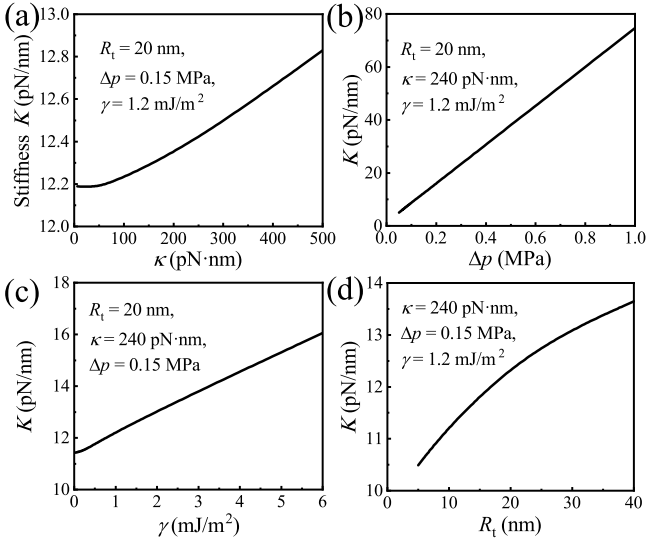 (a)
Stiffness K (pN/nm)
13.0
12.8
12.6
12.4
12.2
12.0
R_t = 20 nm,
Δp = 0.15 MPa,
γ = 1.2 mJ/m²
0 100 200 300 400 500
κ (pN·nm)
(b)
K (pN/nm)
80
60
40
20
0
R_t = 20 nm,
κ = 240 pN·nm,
γ = 1.2 mJ/m²
0.0 0.2 0.4 0.6 0.8 1.0
Δp (MPa)
(c)
K (pN/nm)
18
16
14
12
10
R_t = 20 nm,
κ = 240 pN·nm,
Δp = 0.15 MPa
0 1 2 3 4 5 6
γ (mJ/m²)
(d)
K (pN/nm)
14
13
12
11
10
κ = 240 pN·nm,
Δp = 0.15 MPa,
γ = 1.2 mJ/m²
0 10 20 30 40
R_t (nm)